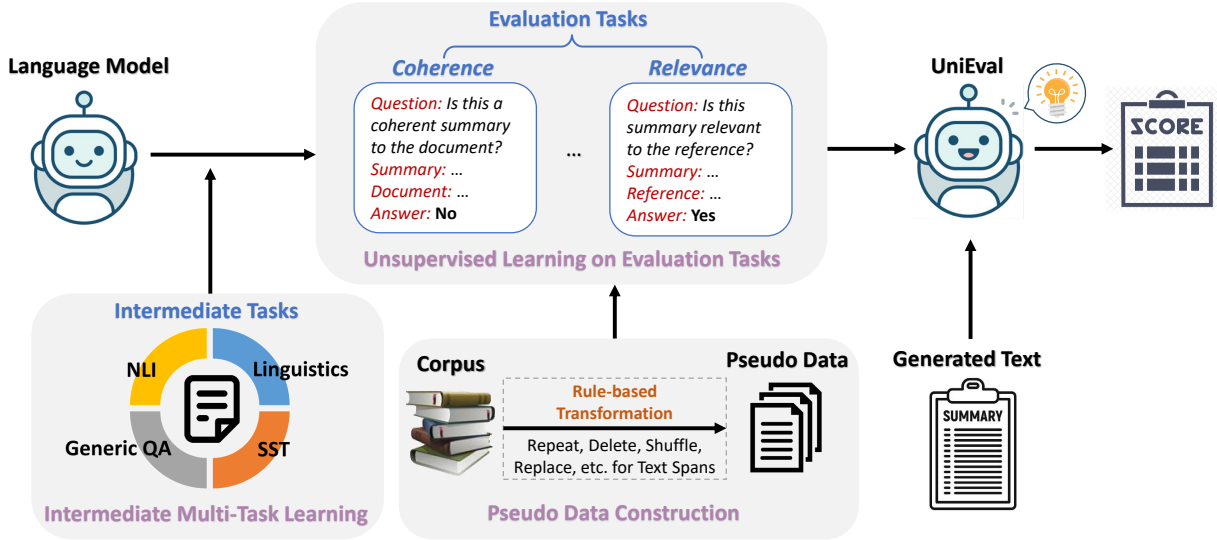 Evaluation Tasks
Language Model
Coherence
Relevance
UniEval
Question: Is this a
coherent summary
to the document?
Summary: ...
Document: ...
Answer: No
...
Question: Is this
summary relevant
to the reference?
Summary: ...
Reference: ...
Answer: Yes
SCORE
Unsupervised Learning on Evaluation Tasks
Intermediate Tasks
NLI
Linguistics
Generic QA
SST
Intermediate Multi-Task Learning
Corpus
Pseudo Data
Rule-based
Transformation
Repeat, Delete, Shuffle,
Replace, etc. for Text Spans
Pseudo Data Construction
Generated Text
SUMMARY